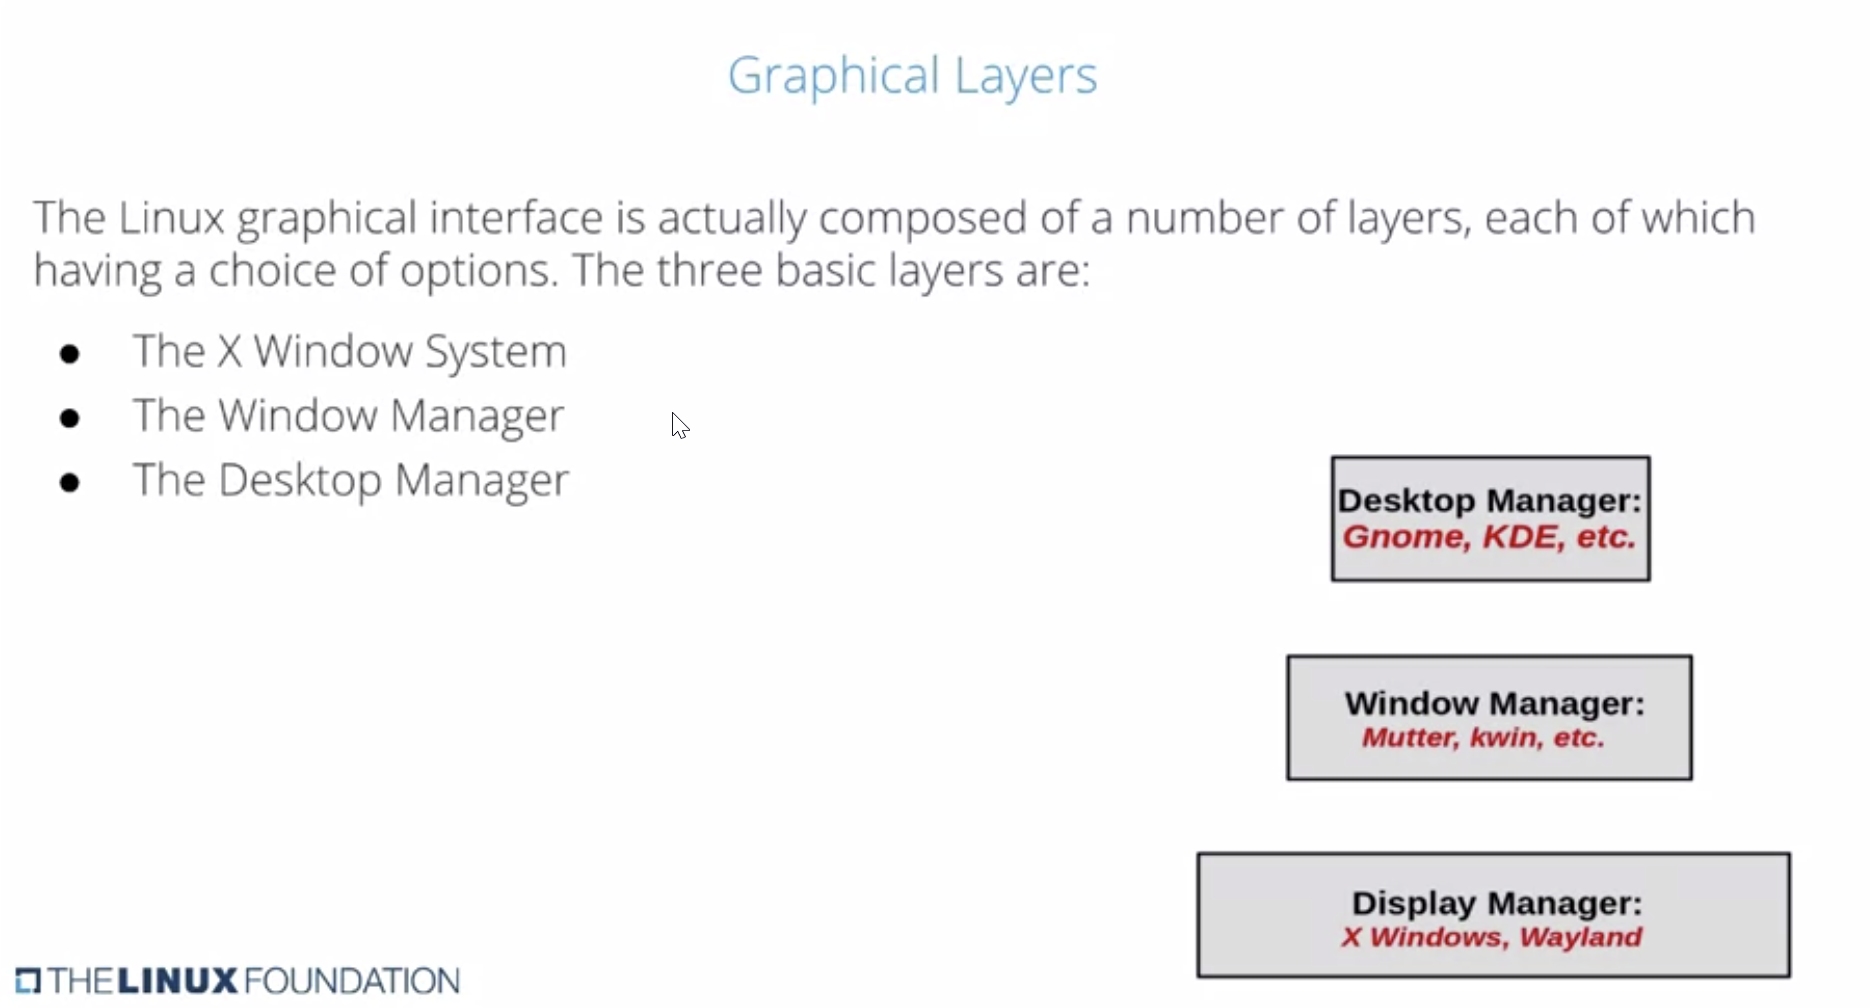 Graphical Layers
The Linux graphical interface is actually composed of a number of layers, each of which
having a choice of options. The three basic layers are:
● The X Window System
● The Window Manager
● The Desktop Manager
Desktop Manager:
Gnome, KDE, etc.
Window Manager:
Mutter, kwin, etc.
Display Manager:
X Windows, Wayland
THE LINUX FOUNDATION